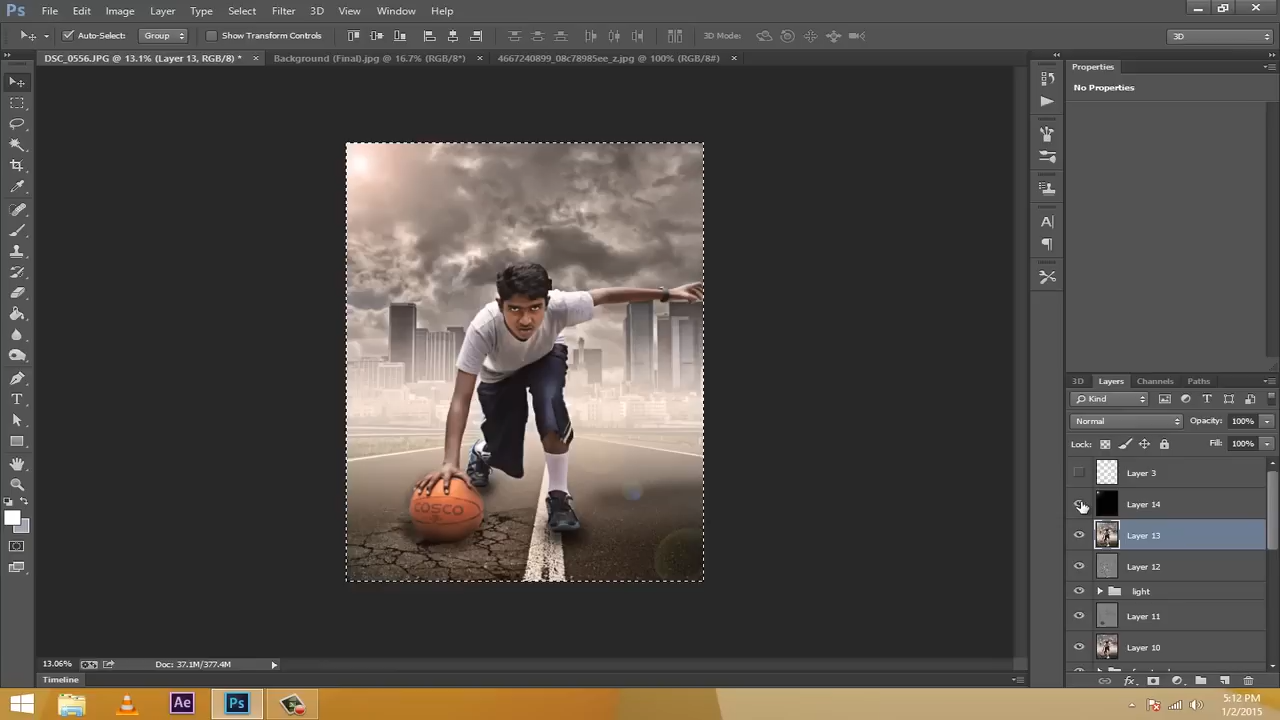 Ps File Edit Image Layer Type Select Filter 3D View Window Help
Auto-Select: Group Show Transform Controls 3D Mode: 3D
DSC_0556.JPG @ 13.1% (Layer 13, RGB/8) * × Background (Final).jpg @ 16.7% (RGB/8*) × 4667240899_08c78985ee_z.jpg @ 100% (RGB/8#) ×
Properties
No Properties
COSCO
3D Layers Channels Paths
Kind
Normal Opacity: 100%
Lock: Fill: 100%
Layer 3
Layer 14
Layer 13
Layer 12
light
Layer 11
Layer 10
13.06% Doc: 37.1M/377.4M
Timeline
Ae Ps
5:12 PM
1/2/2015